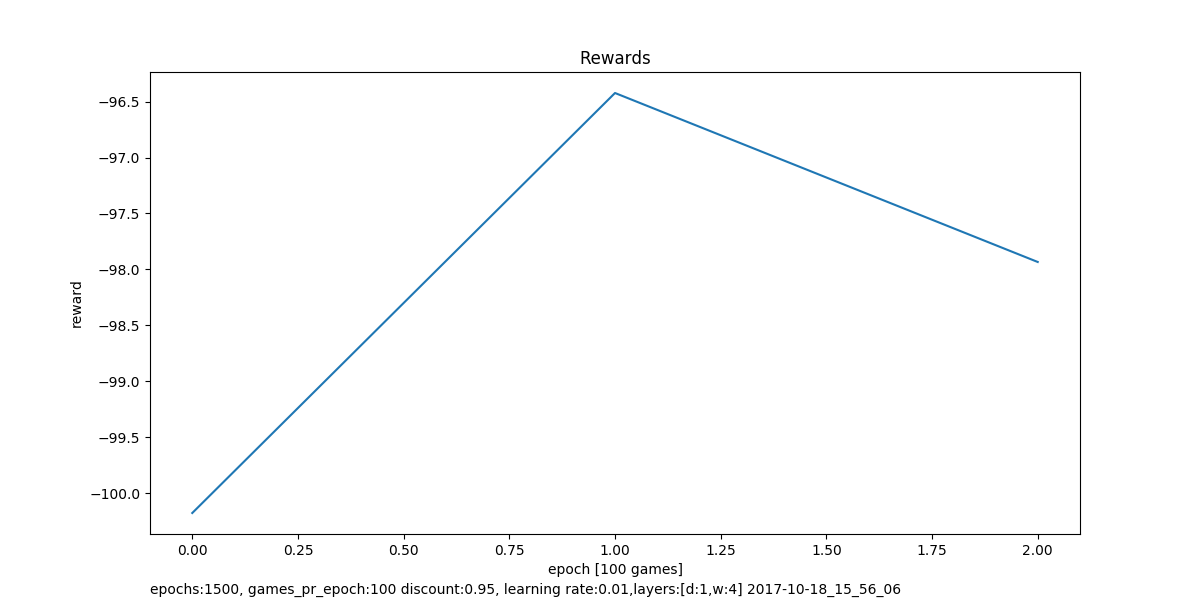 Rewards
reward
−96.5
−97.0
−97.5
−98.0
−98.5
−99.0
−99.5
−100.0
0.00 0.25 0.50 0.75 1.00 1.25 1.50 1.75 2.00
epoch [100 games]
epochs:1500, games_pr_epoch:100 discount:0.95, learning rate:0.01,layers:[d:1,w:4] 2017-10-18_15_56_06